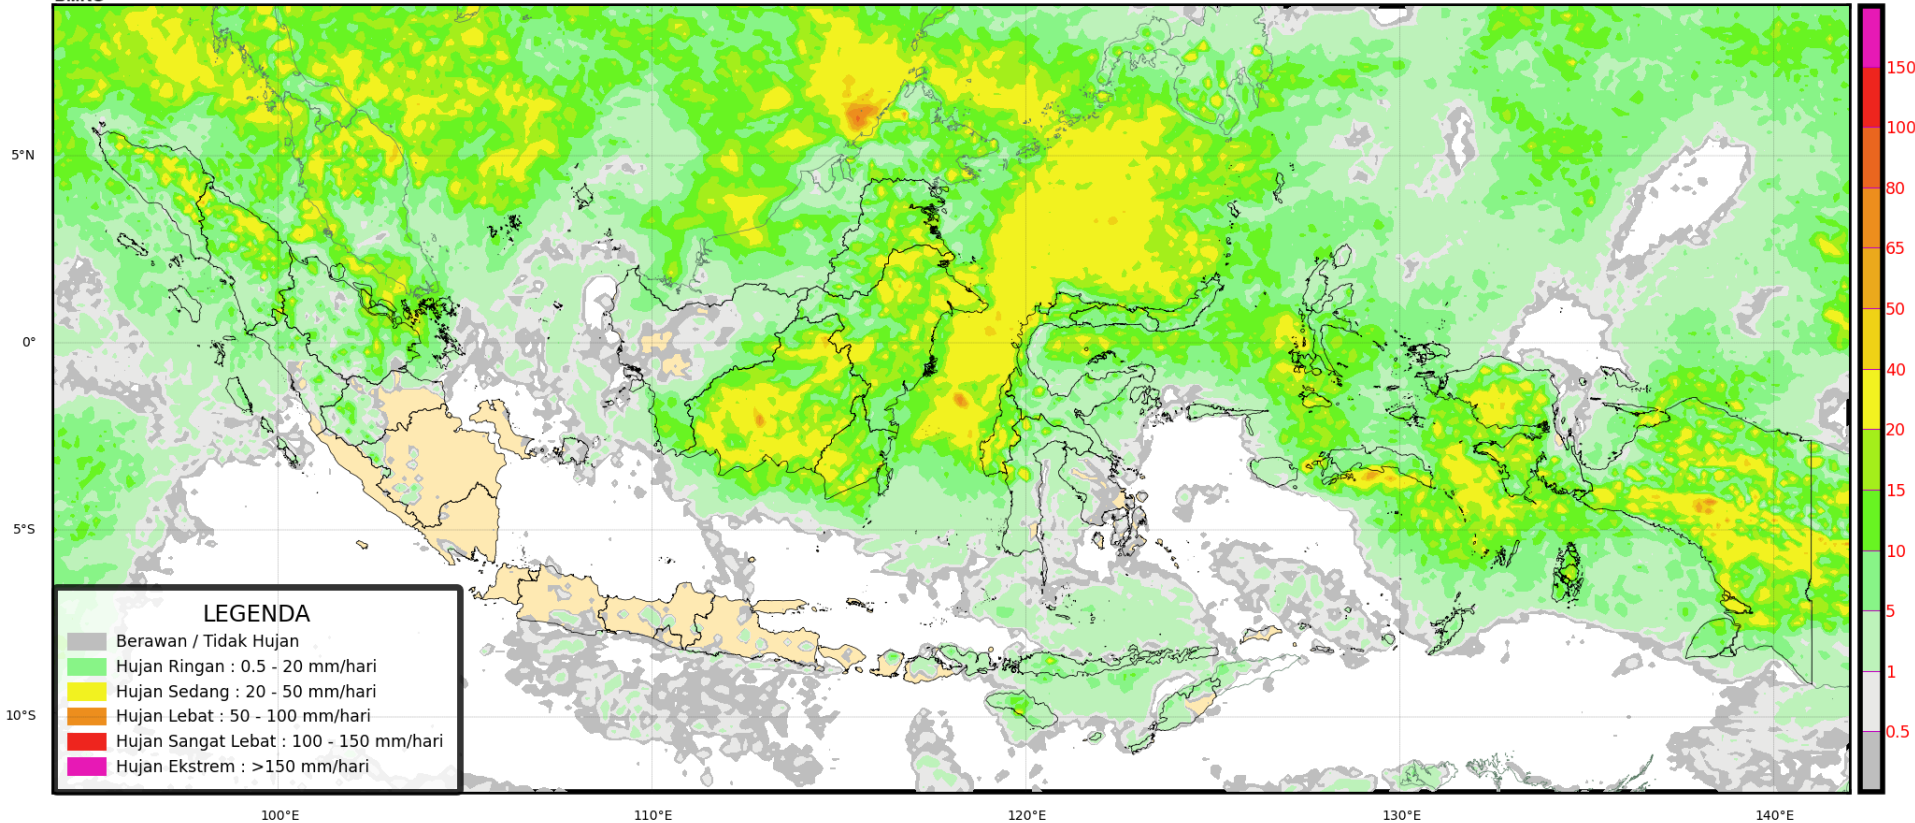 5°N
0°
5°S
10°S
100°E
110°E
120°E
130°E
140°E
LEGENDA
Berawan / Tidak Hujan
Hujan Ringan : 0.5 - 20 mm/hari
Hujan Sedang : 20 - 50 mm/hari
Hujan Lebat : 50 - 100 mm/hari
Hujan Sangat Lebat : 100 - 150 mm/hari
Hujan Ekstrem : >150 mm/hari
150
100
80
65
50
40
20
15
10
5
1
0.5